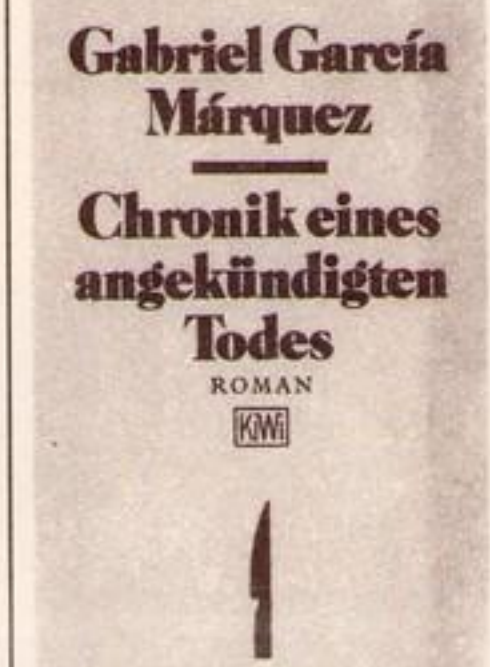 Gabriel García
Márquez
Chronik eines
angekündigten
Todes
ROMAN
KiWi